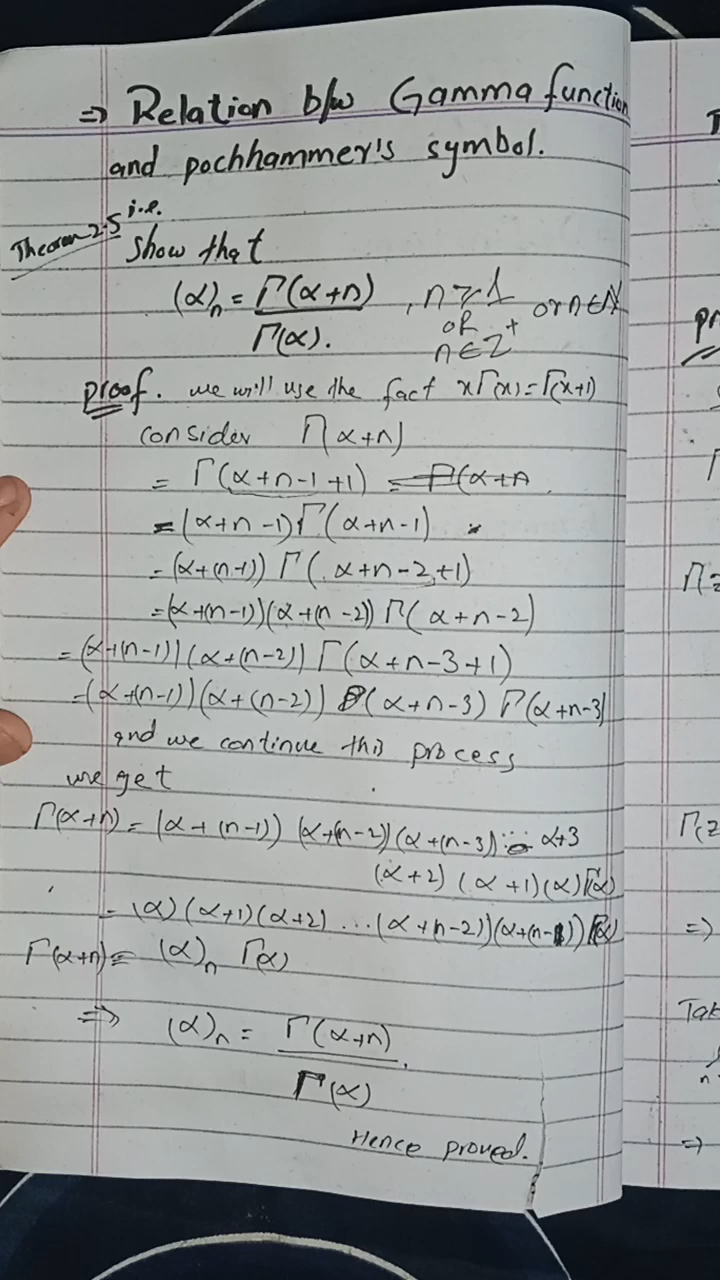 ⇒ Relation b/w Gamma function
and pochhammer's symbol.
Theorem 2.5 i.e.
show that
(α)ₙ = Γ(α+n) / Γ(α). , n ≥ 1 or n∈N
OR
n∈Z⁺
proof. we will use the fact xΓ(x) = Γ(x+1)
consider Γ(α+n)
= Γ(α+n-1+1)
= (α+n-1)Γ(α+n-1)
= (α+(n-1)) Γ(α+n-2+1)
= (α+(n-1))(α+(n-2)) Γ(α+n-2)
= (α+(n-1))(α+(n-2)) Γ(α+n-3+1)
= (α+(n-1))(α+(n-2)) (α+n-3) Γ(α+n-3)
and we continue this process
we get
Γ(α+n) = (α+(n-1)) (α+(n-2)) (α+(n-3) ... α+3
(α+2) (α+1) (α) Γ(α)
= (α) (α+1) (α+2) ... (α+n-2)) (α+(n-1)) Γ(α)
Γ(α+n) = (α)ₙ Γ(α)
⇒ (α)ₙ = Γ(α+n) / Γ(α) .
Hence proved.
T
pr
Γ
Γ(z
⇒
Tak
n
⇒